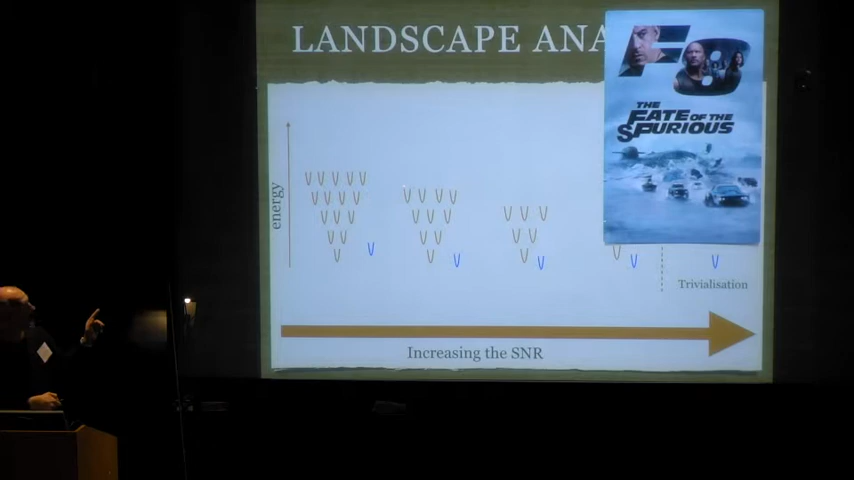 LANDSCAPE ANA
F8
THE
FATE OF THE
SPURIOUS
energy
Trivialisation
Increasing the SNR